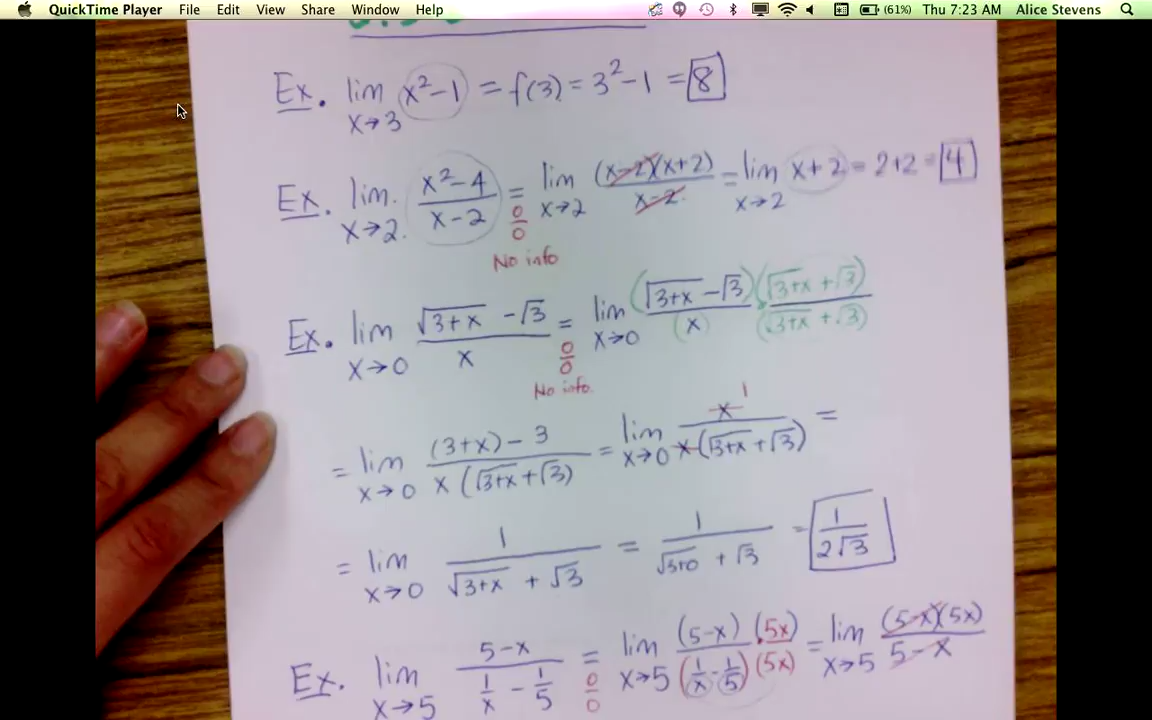 QuickTime Player File Edit View Share Window Help (61%) Thu 7:23 AM Alice Stevens
Ex. lim x→3 x²-1 = f(3) = 3²-1 = 8
Ex. lim x→2 (x²-4)/(x-2) = lim x→2 (x-2)(x+2)/(x-2) = lim x→2 x+2 = 2+2 = 4
0/0
No info
Ex. lim x→0 (√(3+x) - √3)/x = lim x→0 (√(3+x) - √3)/(x) (√(3+x) + √3)/(√(3+x) + √3)
0/0
No info.
= lim x→0 ((3+x) - 3)/(x(√(3+x) + √3)) = lim x→0 x/(x(√(3+x) + √3)) =
1
= lim x→0 1/(√(3+x) + √3) = 1/(√(3+0) + √3) = 1/(2√3)
Ex. lim x→5 (5-x)/(1/x - 1/5) = lim x→5 (5-x)(5x)/((1/x - 1/5)(5x)) = lim x→5 (5-x)(5x)/(5-x)
0/0